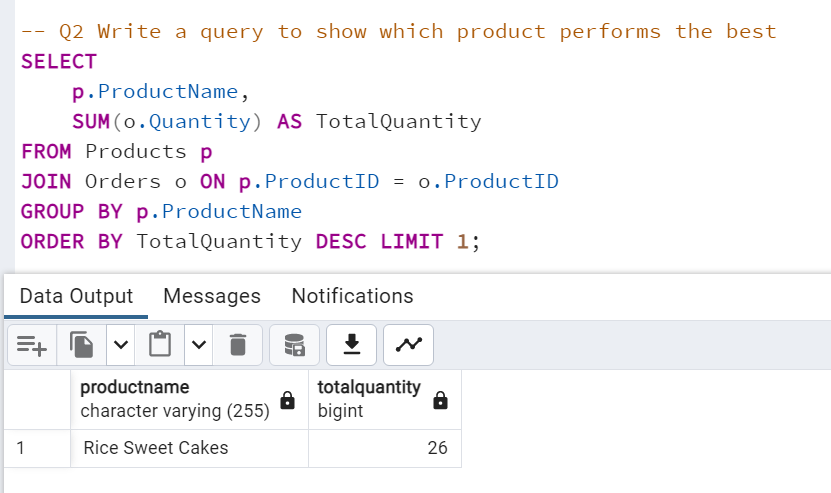 -- Q2 Write a query to show which product performs the best
SELECT
    p.ProductName,
    SUM(o.Quantity) AS TotalQuantity
FROM Products p
JOIN Orders o ON p.ProductID = o.ProductID
GROUP BY p.ProductName
ORDER BY TotalQuantity DESC LIMIT 1;
Data Output Messages Notifications
productname totalquantity
character varying (255) bigint
1 Rice Sweet Cakes 26